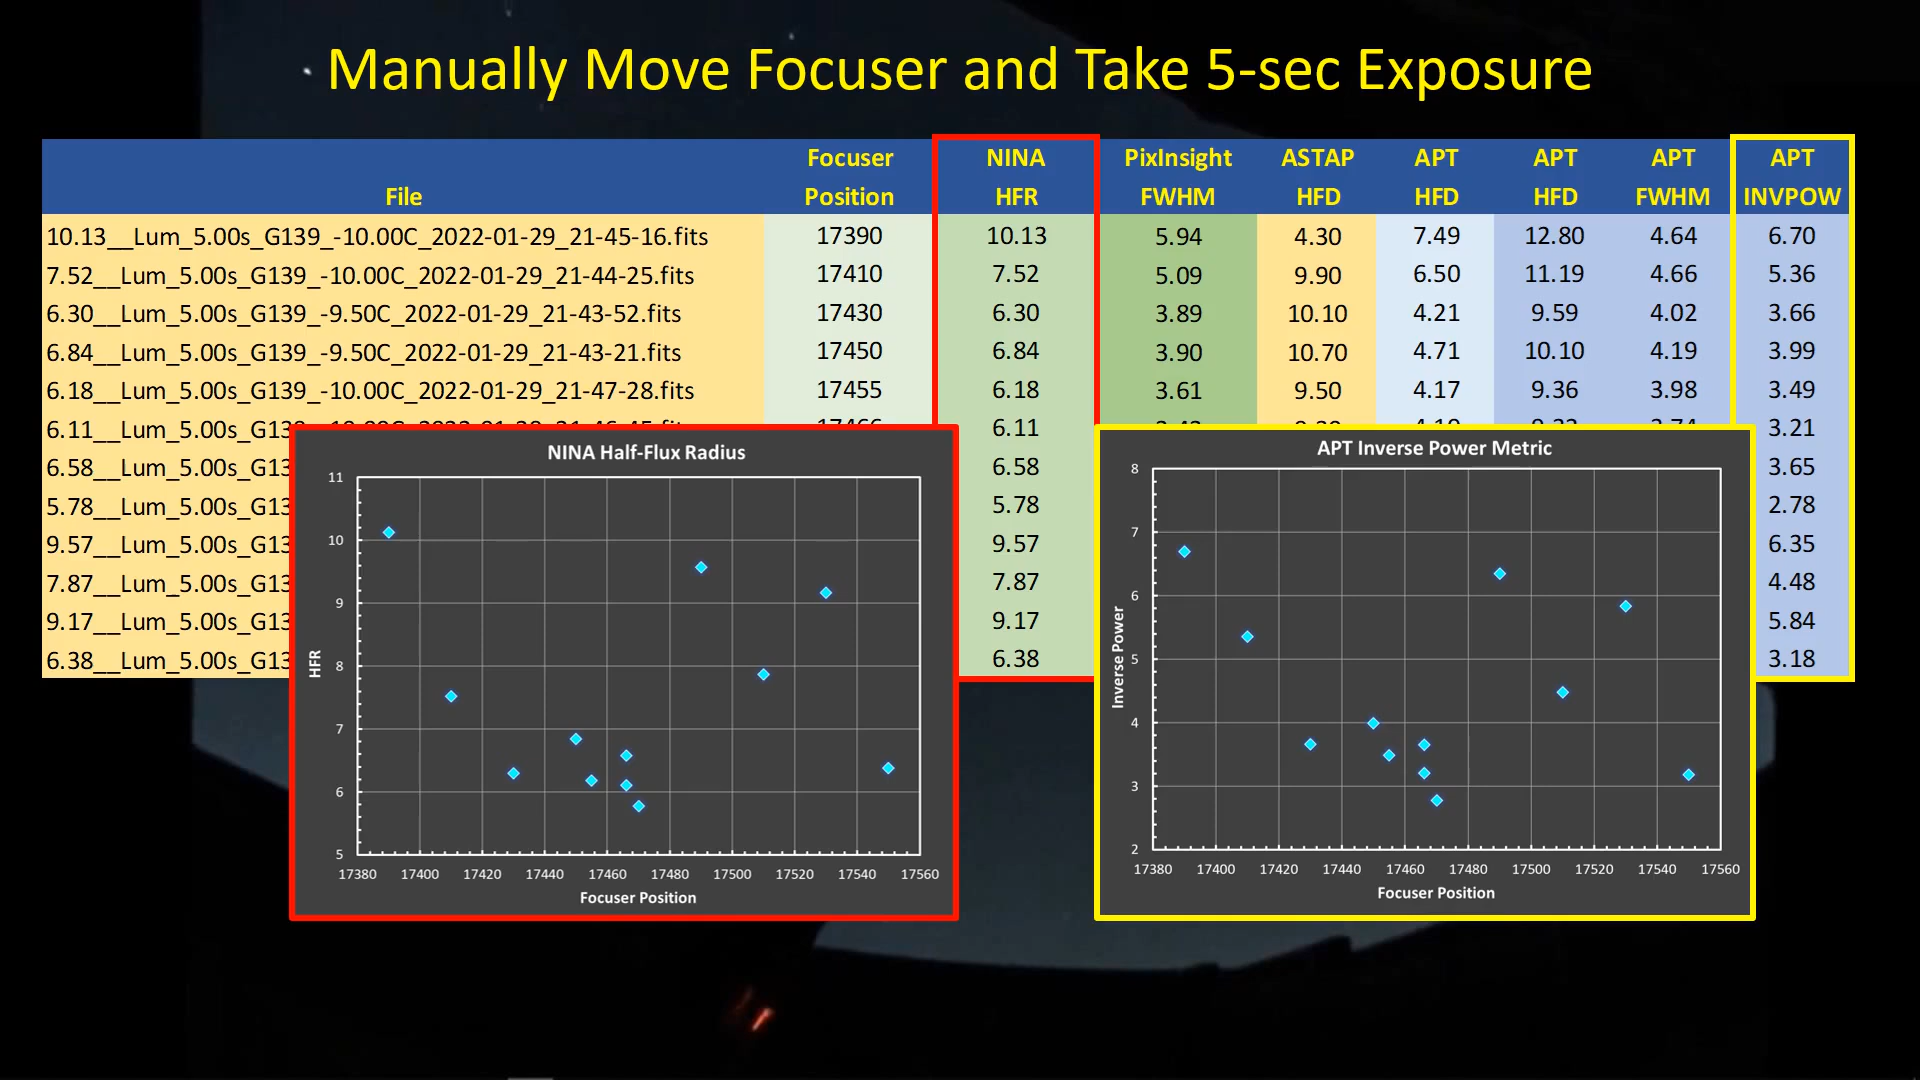 Manually Move Focuser and Take 5-sec Exposure
Focuser NINA PixInsight ASTAP APT APT APT APT
File Position HFR FWHM HFD HFD HFD FWHM INVPOW
10.13__Lum_5.00s_G139_-10.00C_2022-01-29_21-45-16.fits 17390 10.13 5.94 4.30 7.49 12.80 4.64 6.70
7.52__Lum_5.00s_G139_-10.00C_2022-01-29_21-44-25.fits 17410 7.52 5.09 9.90 6.50 11.19 4.66 5.36
6.30__Lum_5.00s_G139_-9.50C_2022-01-29_21-43-52.fits 17430 6.30 3.89 10.10 4.21 9.59 4.02 3.66
6.84__Lum_5.00s_G139_-9.50C_2022-01-29_21-43-21.fits 17450 6.84 3.90 10.70 4.71 10.10 4.19 3.99
6.18__Lum_5.00s_G139_-10.00C_2022-01-29_21-47-28.fits 17455 6.18 3.61 9.50 4.17 9.36 3.98 3.49
6.11__Lum_5.00s_G13 6.11 3.21
6.58__Lum_5.00s_G13 6.58 3.65
5.78__Lum_5.00s_G13 5.78 2.78
9.57__Lum_5.00s_G13 9.57 6.35
7.87__Lum_5.00s_G13 7.87 4.48
9.17__Lum_5.00s_G13 9.17 5.84
6.38__Lum_5.00s_G13 6.38 3.18
NINA Half-Flux Radius
11
10
9
8
7
6
5
HFR
17380 17400 17420 17440 17460 17480 17500 17520 17540 17560
Focuser Position
APT Inverse Power Metric
8
7
6
5
4
3
2
Inverse Power
17380 17400 17420 17440 17460 17480 17500 17520 17540 17560
Focuser Position